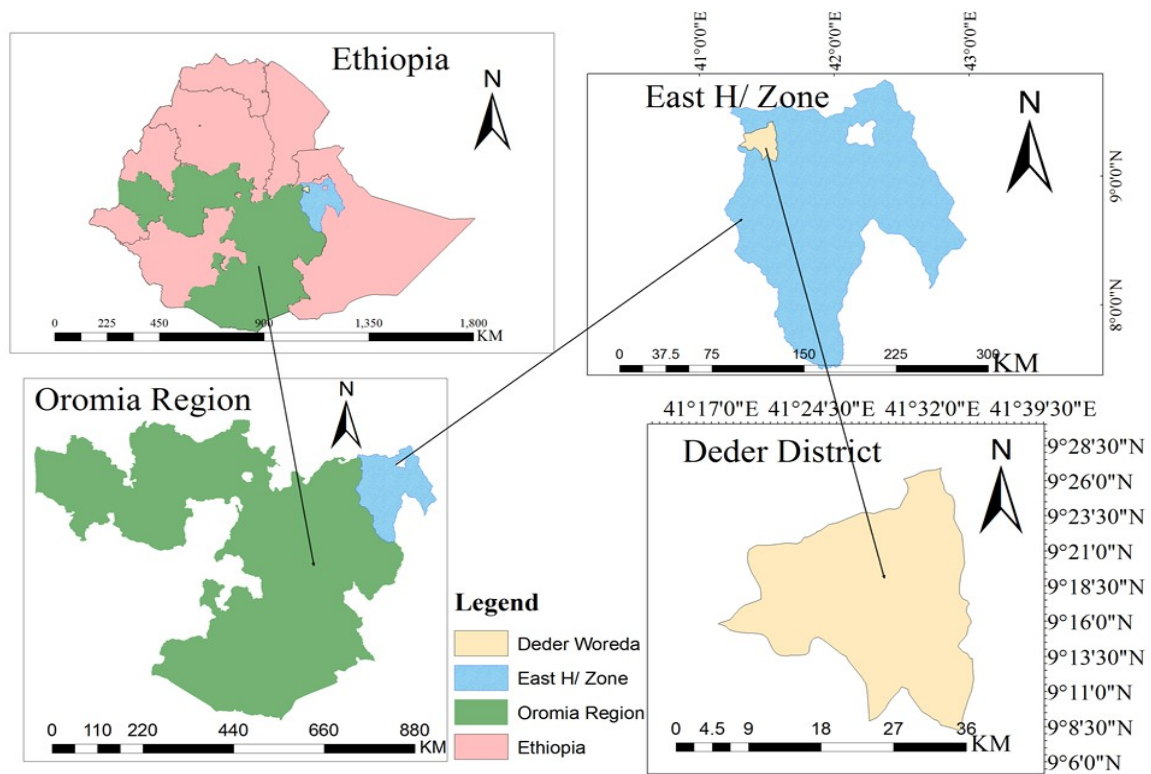 Ethiopia
N
0 225 450 900 1,350 1,800
KM
41°0'0"E 42°0'0"E 43°0'0"E
East H/ Zone
N
9°0'0"N
8°0'0"N
0 37.5 75 150 225 300
KM
Oromia Region
N
0 110 220 440 660 880
KM
Legend
Deder Woreda
East H/ Zone
Oromia Region
Ethiopia
41°17'0"E 41°24'30"E 41°32'0"E 41°39'30"E
Deder District
N
9°28'30"N
9°26'0"N
9°23'30"N
9°21'0"N
9°18'30"N
9°16'0"N
9°13'30"N
9°11'0"N
9°8'30"N
9°6'0"N
0 4.5 9 18 27 36
KM